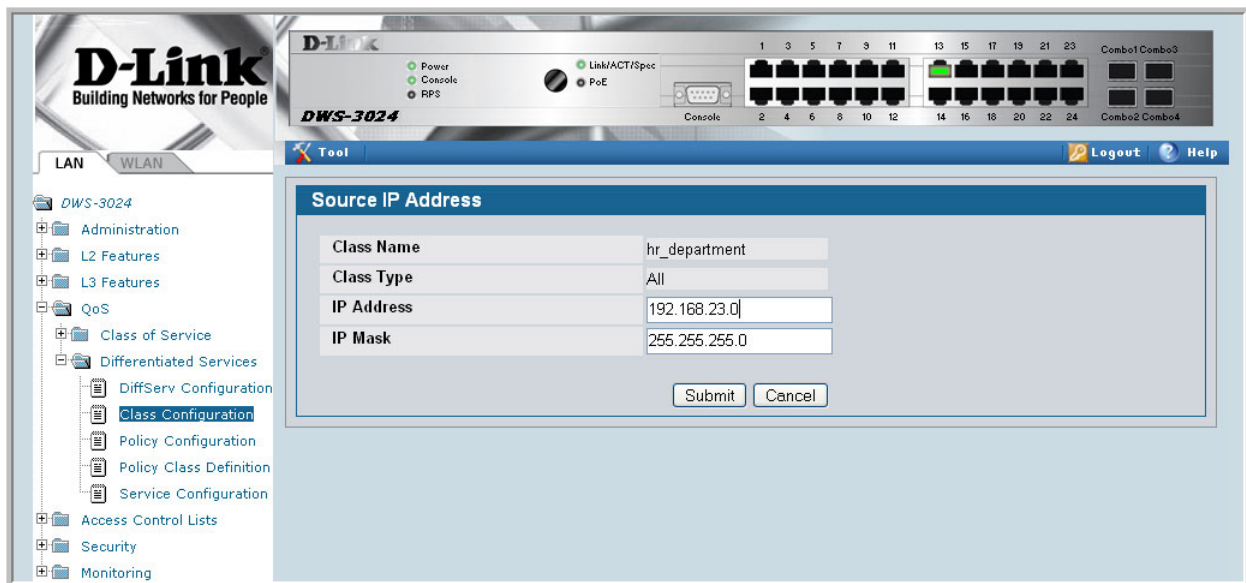 D-Link
Building Networks for People
D-Link
Power
Console
RPS
Link/ACT/Spec
PoE
Console
DWS-3024
1 3 5 7 9 11 13 15 17 19 21 23
Combo1 Combo3
2 4 6 8 10 12 14 16 18 20 22 24
Combo2 Combo4
LAN WLAN
Tool Logout Help
DWS-3024
Administration
L2 Features
L3 Features
QoS
Class of Service
Differentiated Services
DiffServ Configuration
Class Configuration
Policy Configuration
Policy Class Definition
Service Configuration
Access Control Lists
Security
Monitoring
Source IP Address
Class Name hr_department
Class Type All
IP Address 192.168.23.0
IP Mask 255.255.255.0
Submit Cancel